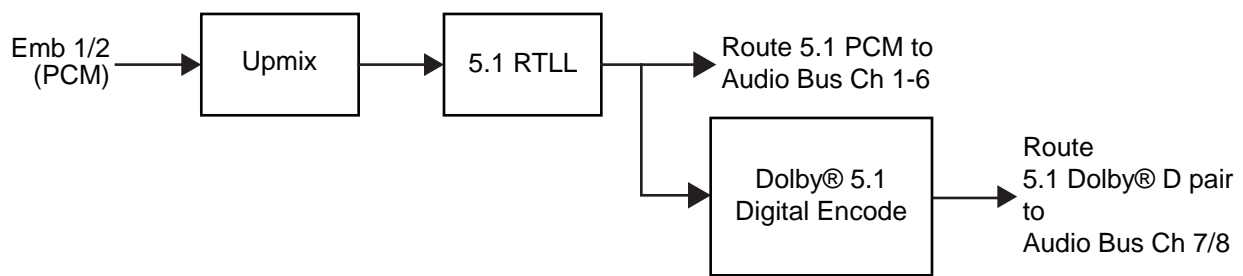 Emb 1/2
(PCM)
Upmix
5.1 RTLL
Route 5.1 PCM to
Audio Bus Ch 1-6
Dolby® 5.1
Digital Encode
Route
5.1 Dolby® D pair
to
Audio Bus Ch 7/8